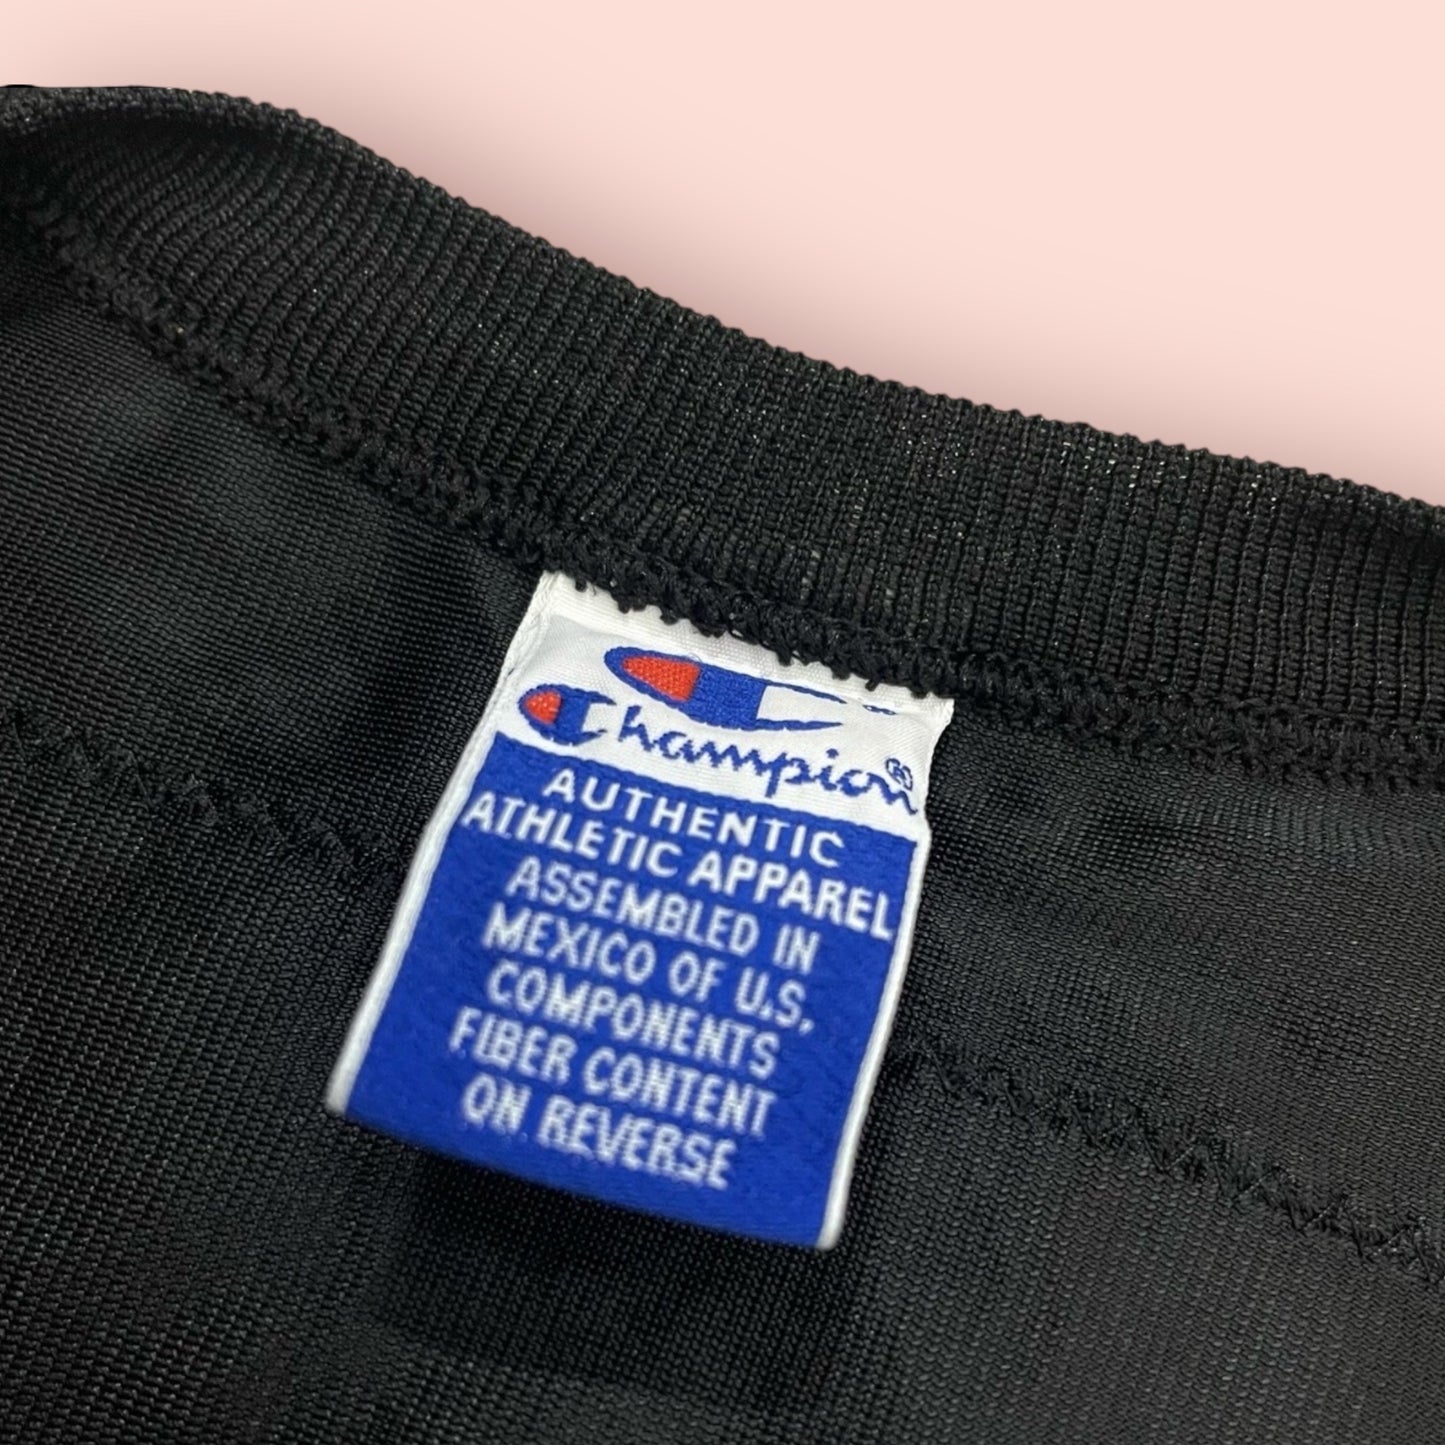 Champion®
AUTHENTIC
ATHLETIC APPAREL
ASSEMBLED IN
MEXICO OF U.S.
COMPONENTS
FIBER CONTENT
ON REVERSE